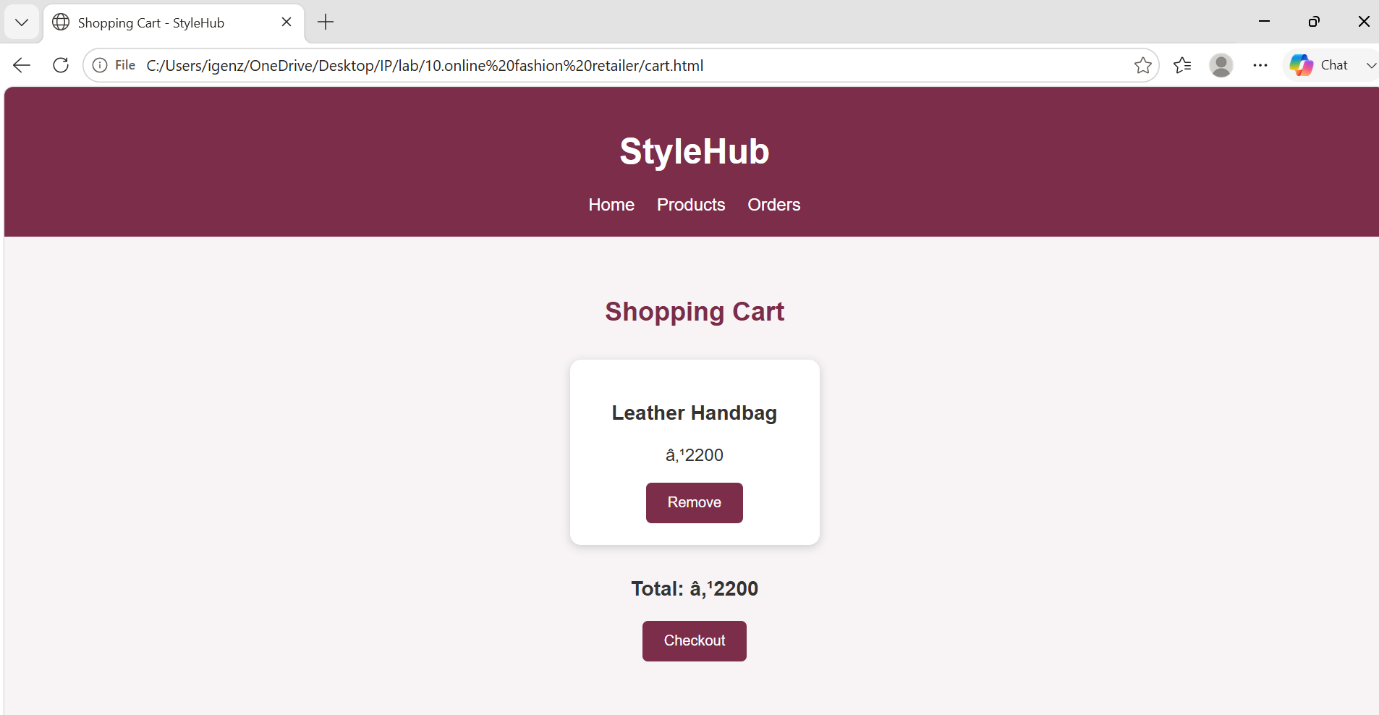 Shopping Cart - StyleHub
File C:/Users/igenz/OneDrive/Desktop/IP/lab/10.online%20fashion%20retailer/cart.html
Chat
StyleHub
Home Products Orders
Shopping Cart
Leather Handbag
â‚¹2200
Remove
Total: â‚¹2200
Checkout